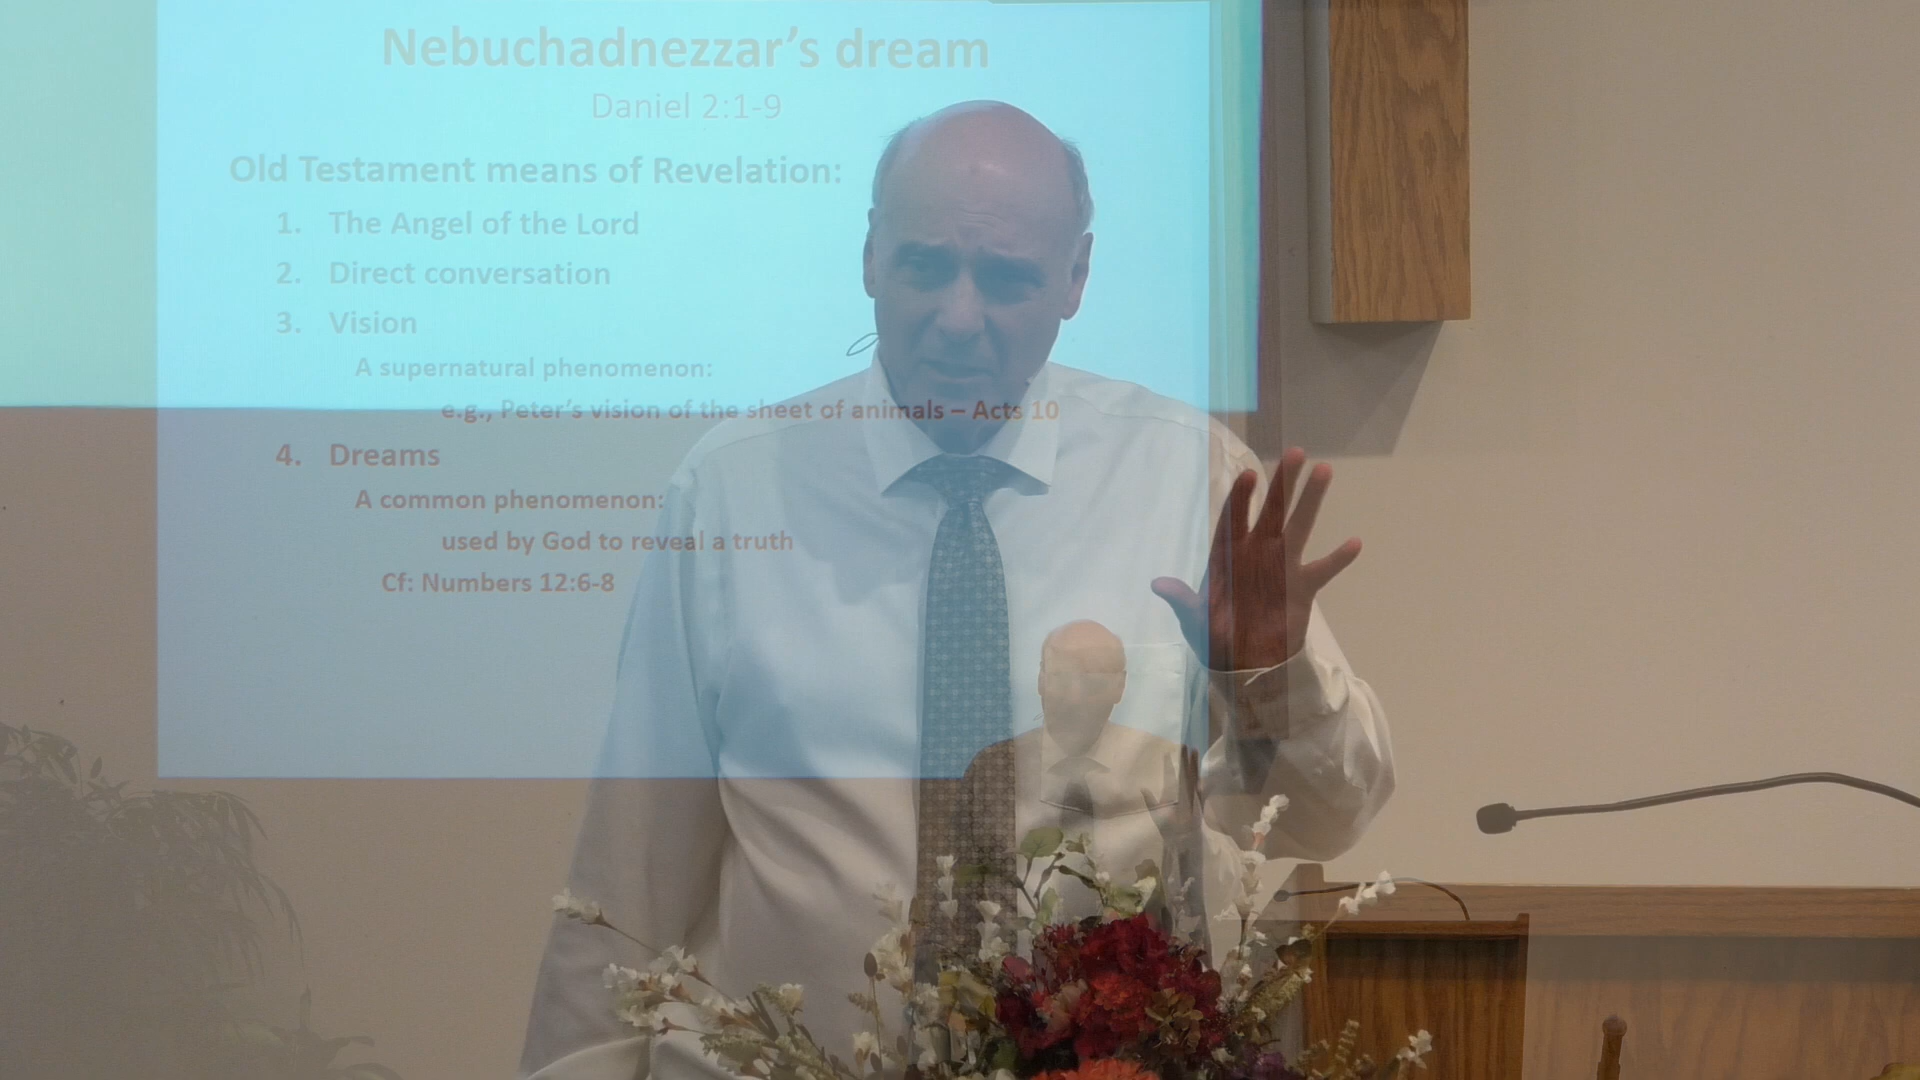 Nebuchadnezzar’s dream
Daniel 2:1-9
Old Testament means of Revelation:
1. The Angel of the Lord
2. Direct conversation
3. Vision
A supernatural phenomenon:
e.g., Peter’s vision of the sheet of animals – Acts 10
4. Dreams
A common phenomenon:
used by God to reveal a truth
Cf: Numbers 12:6-8